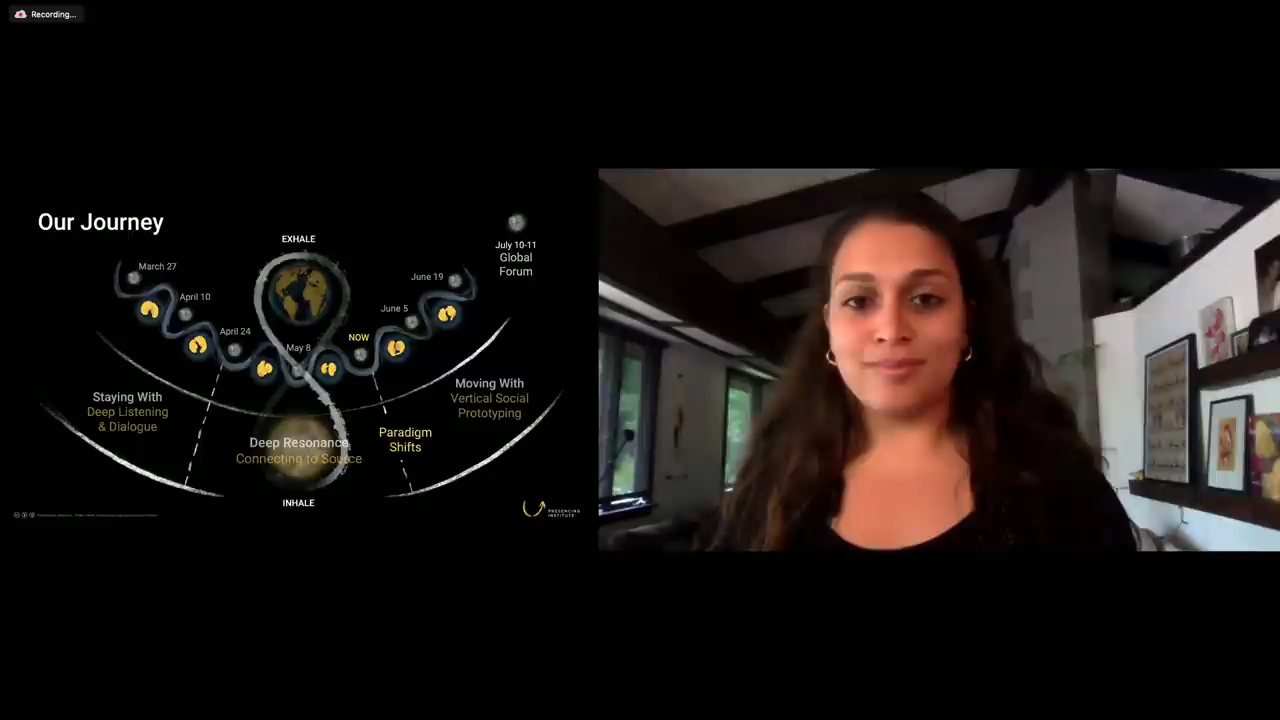 Recording...
Our Journey
EXHALE
July 10-11
Global
Forum
March 27
June 19
April 10
June 5
April 24
NOW
May 8
Staying With
Deep Listening
& Dialogue
Moving With
Vertical Social
Prototyping
Paradigm
Shifts
Deep Resonance
Connecting to Source
INHALE
PRESENCING
INSTITUTE